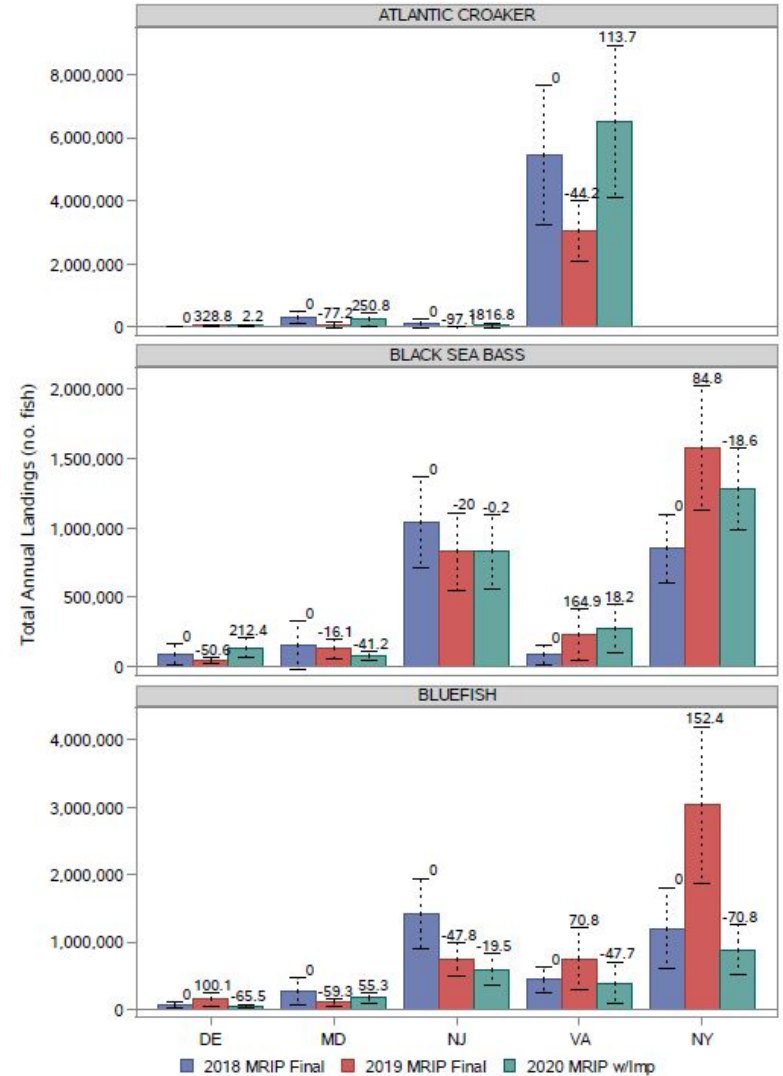 ATLANTIC CROAKER
8,000,000
6,000,000
4,000,000
2,000,000
0
0 328.8 2.2
0 -77.2 250.8
0 -97. 1816.8
0 -44.2 113.7
BLACK SEA BASS
2,000,000
1,500,000
1,000,000
500,000
0
0 -50.6 212.4
0 -16.1 -41.2
0 -20 -0.2
0 164.9 18.2
0 84.8 -18.6
Total Annual Landings (no. fish)
BLUEFISH
4,000,000
3,000,000
2,000,000
1,000,000
0
0 100.1 -65.5
0 -59.3 55.3
0 -47.8 -19.5
0 70.8 -47.7
0 152.4 -70.8
DE MD NJ VA NY
2018 MRIP Final 2019 MRIP Final 2020 MRIP w/Imp